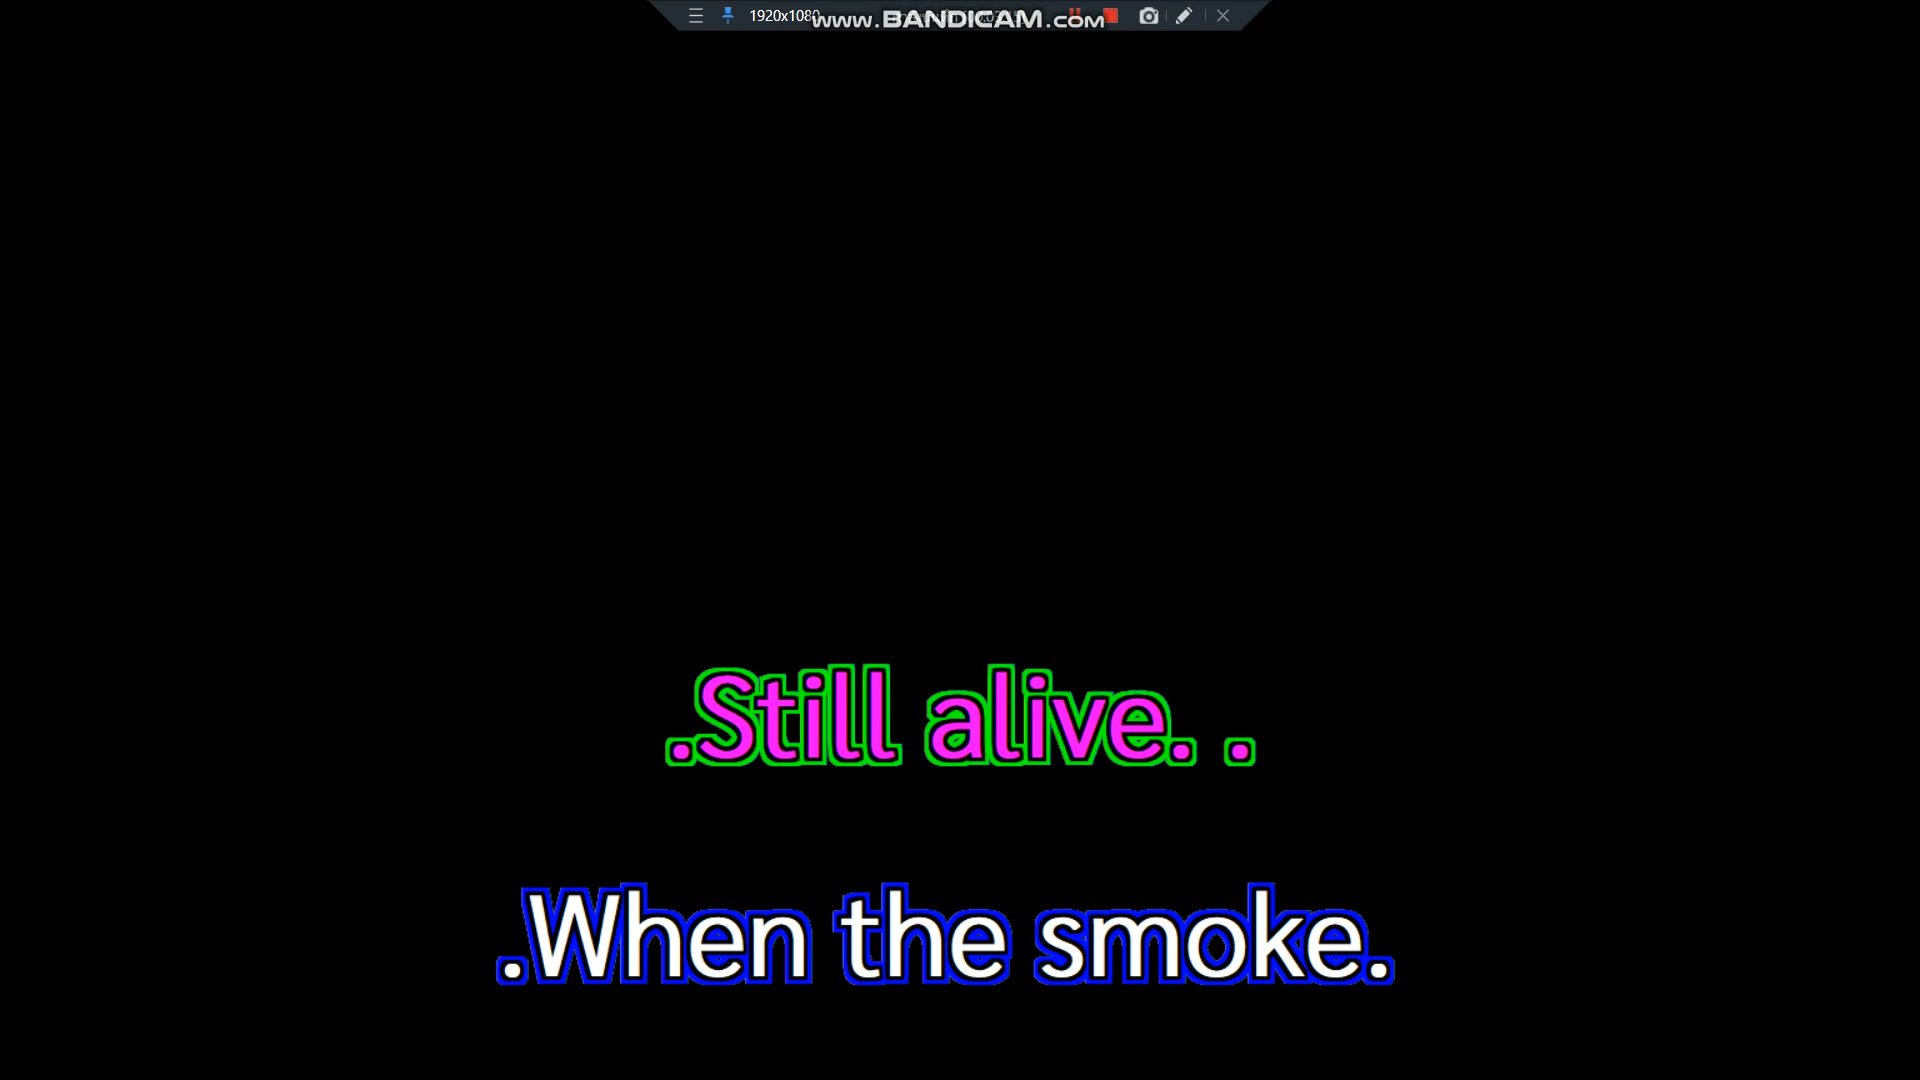 1920x1080
www.BANDICAM.com
.Still alive. .
.When the smoke.